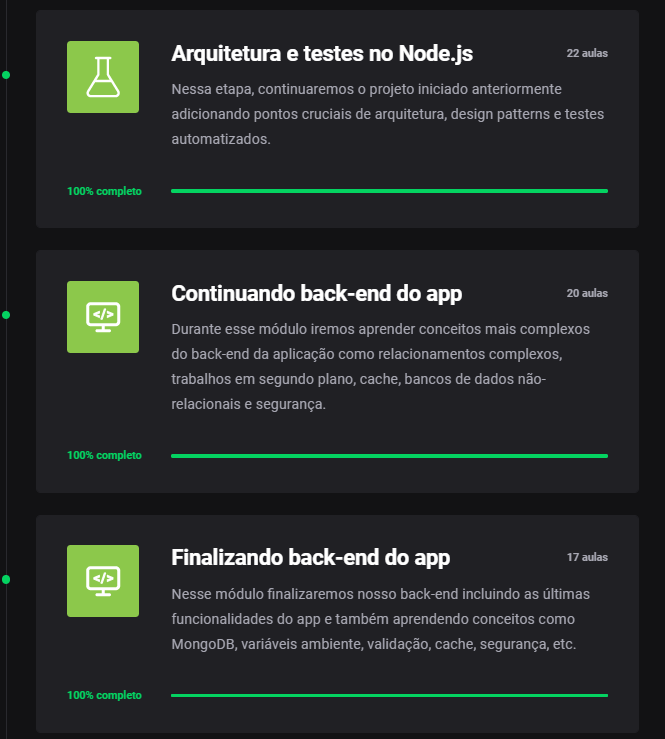 Arquitetura e testes no Node.js
22 aulas
Nessa etapa, continuaremos o projeto iniciado anteriormente
adicionando pontos cruciais de arquitetura, design patterns e testes
automatizados.
100% completo
Continuando back-end do app
20 aulas
Durante esse módulo iremos aprender conceitos mais complexos
do back-end da aplicação como relacionamentos complexos,
trabalhos em segundo plano, cache, bancos de dados não-
relacionais e segurança.
100% completo
Finalizando back-end do app
17 aulas
Nesse módulo finalizaremos nosso back-end incluindo as últimas
funcionalidades do app e também aprendendo conceitos como
MongoDB, variáveis ambiente, validação, cache, segurança, etc.
100% completo